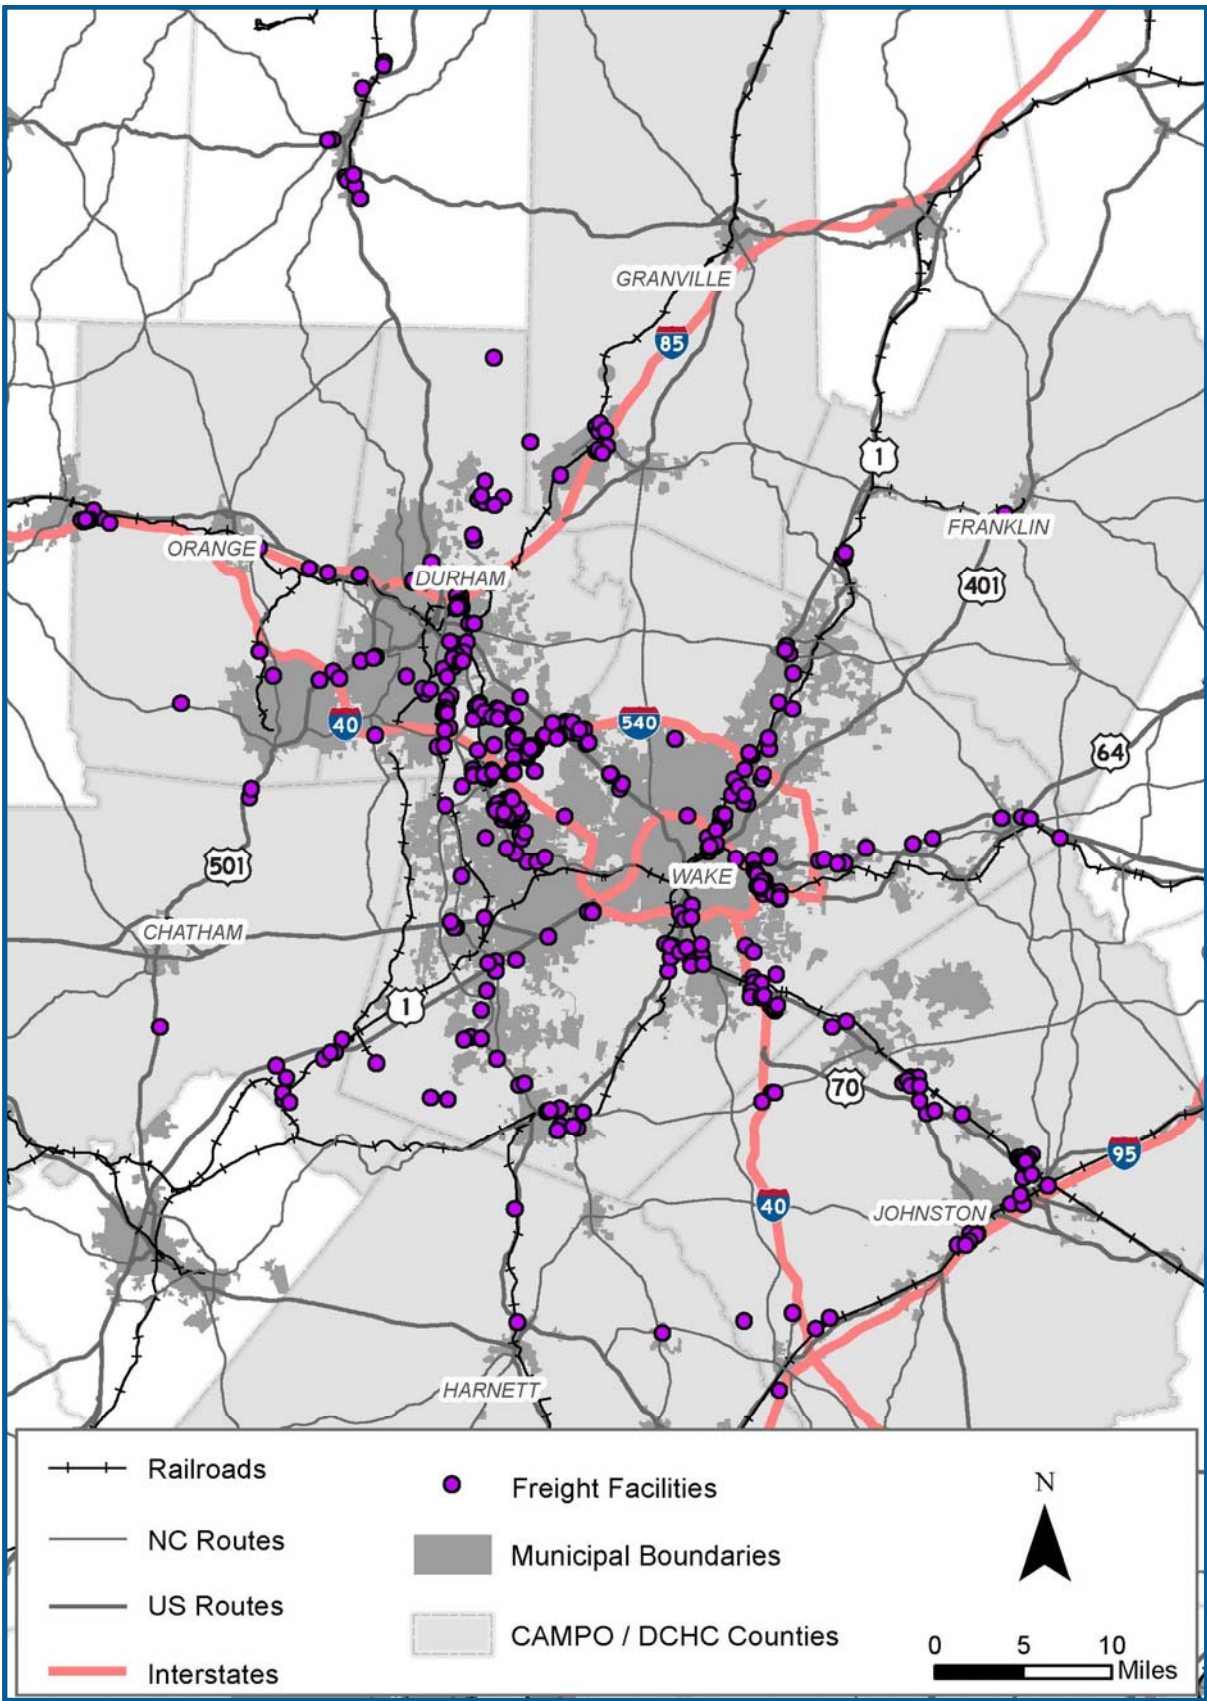 GRANVILLE
85
1
FRANKLIN
ORANGE
DURHAM
401
40
540
64
501
WAKE
CHATHAM
1
70
95
40
JOHNSTON
HARNETT
Railroads
NC Routes
US Routes
Interstates
Freight Facilities
Municipal Boundaries
CAMPO / DCHC Counties
N
0 5 10
Miles